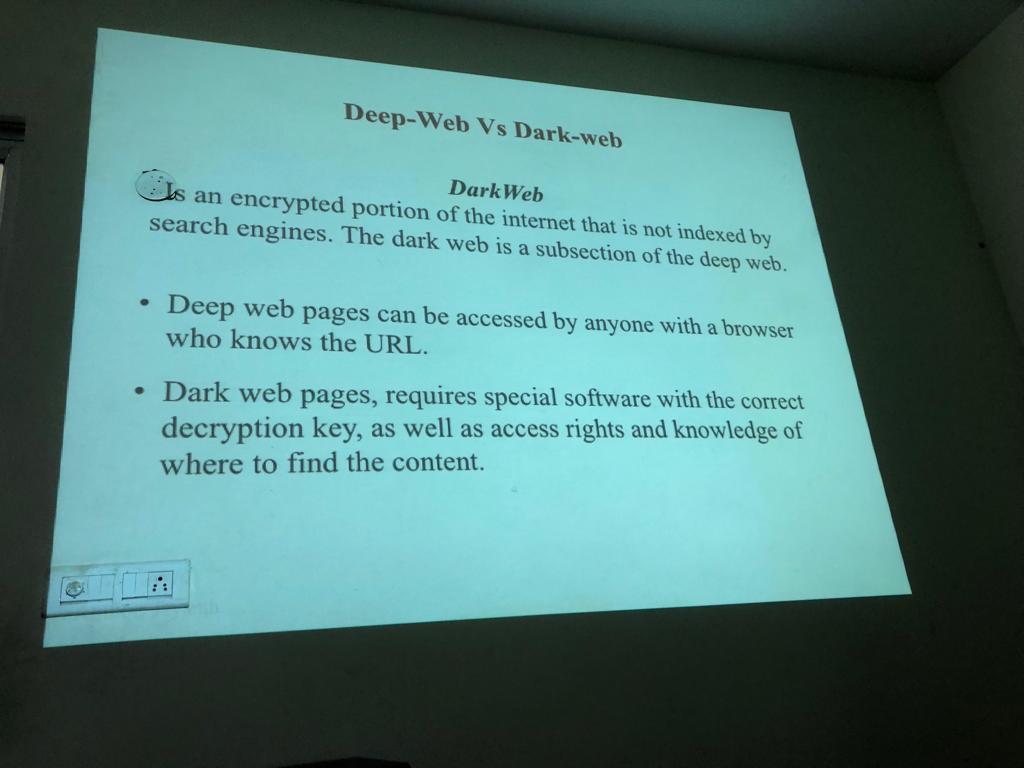 Deep-Web Vs Dark-web
DarkWeb
Is an encrypted portion of the internet that is not indexed by
search engines. The dark web is a subsection of the deep web.
• Deep web pages can be accessed by anyone with a browser
who knows the URL.
• Dark web pages, requires special software with the correct
decryption key, as well as access rights and knowledge of
where to find the content.